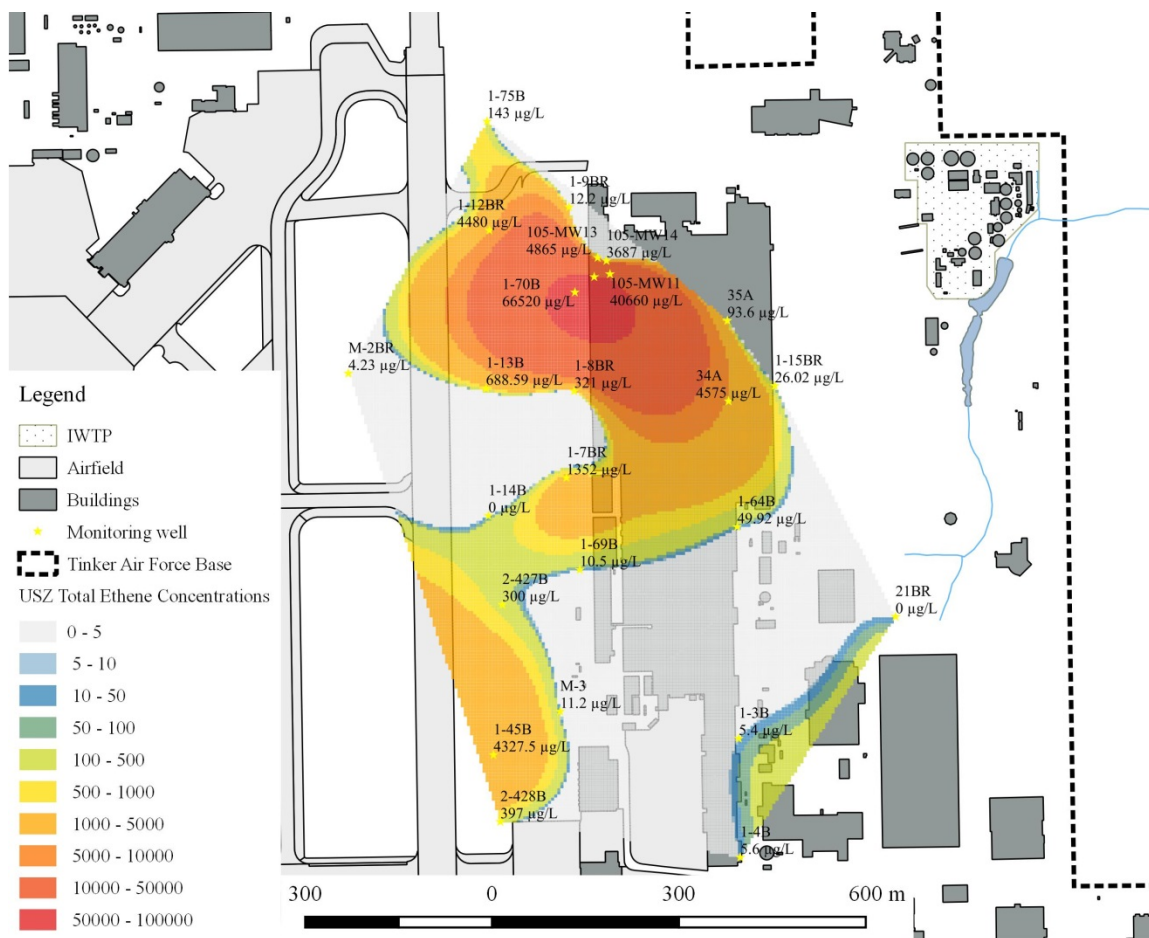 1-75B
143 µg/L
1-9BR
12.2 µg/L
1-12BR
4480 µg/L
105-MW13
4865 µg/L
105-MW14
3687 µg/L
1-70B
66520 µg/L
105-MW11
40660 µg/L
35A
93.6 µg/L
M-2BR
4.23 µg/L
1-13B
688.59 µg/L
1-8BR
321 µg/L
34A
4575 µg/L
1-15BR
26.02 µg/L
1-7BR
1352 µg/L
1-14B
0 µg/L
1-64B
49.92 µg/L
1-69B
10.5 µg/L
2-427B
300 µg/L
21BR
0 µg/L
M-3
11.2 µg/L
1-45B
4327.5 µg/L
1-3B
5.4 µg/L
2-428B
397 µg/L
1-4B
5.6 µg/L
Legend
IWTP
Airfield
Buildings
Monitoring well
Tinker Air Force Base
USZ Total Ethene Concentrations
0 - 5
5 - 10
10 - 50
50 - 100
100 - 500
500 - 1000
1000 - 5000
5000 - 10000
10000 - 50000
50000 - 100000
300 0 300 600 m